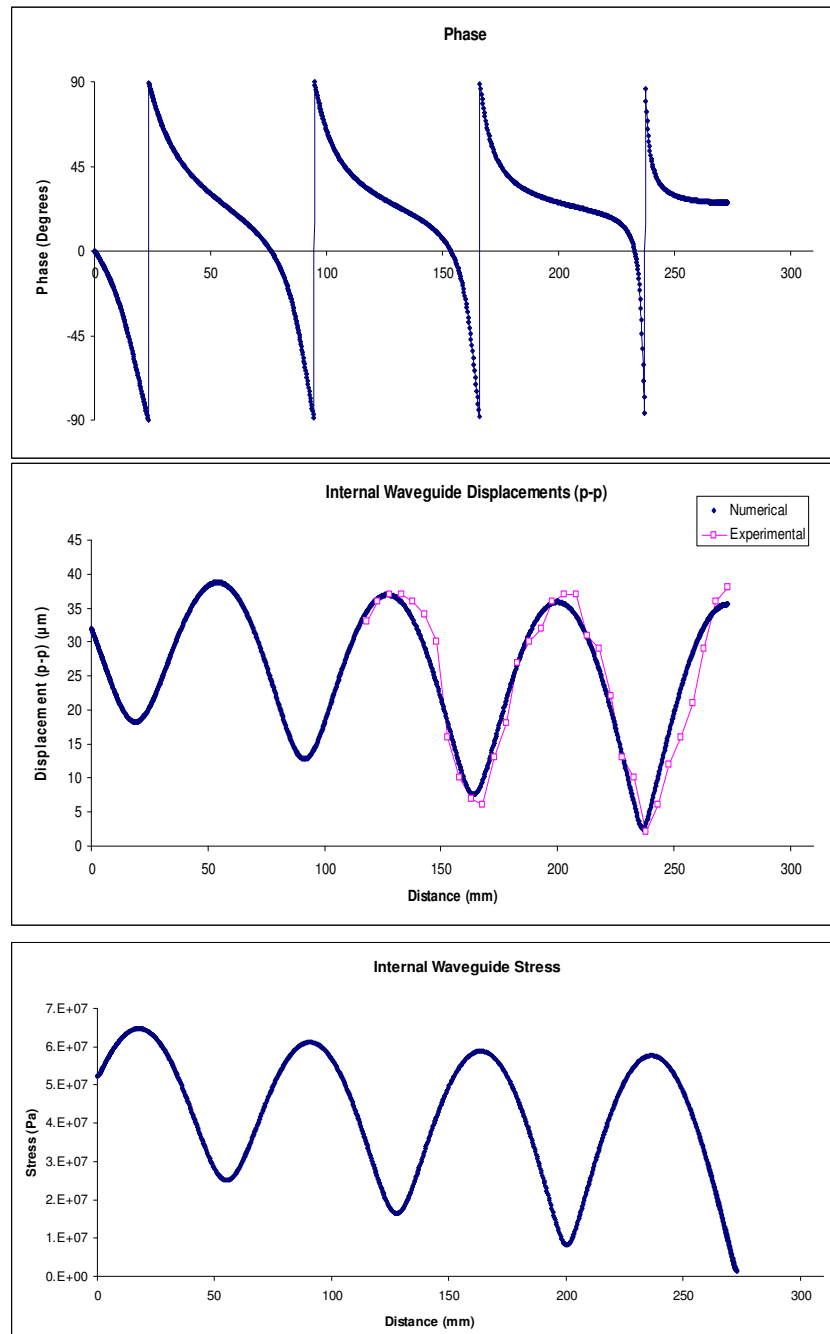 Phase
90
45
0
-45
-90
Phase (Degrees)
0 50 100 150 200 250 300
Internal Waveguide Displacements (p-p)
Numerical
Experimental
45
40
35
30
25
20
15
10
5
0
Displacement (p-p) (µm)
0 50 100 150 200 250 300
Distance (mm)
Internal Waveguide Stress
7.E+07
6.E+07
5.E+07
4.E+07
3.E+07
2.E+07
1.E+07
0.E+00
Stress (Pa)
0 50 100 150 200 250 300
Distance (mm)